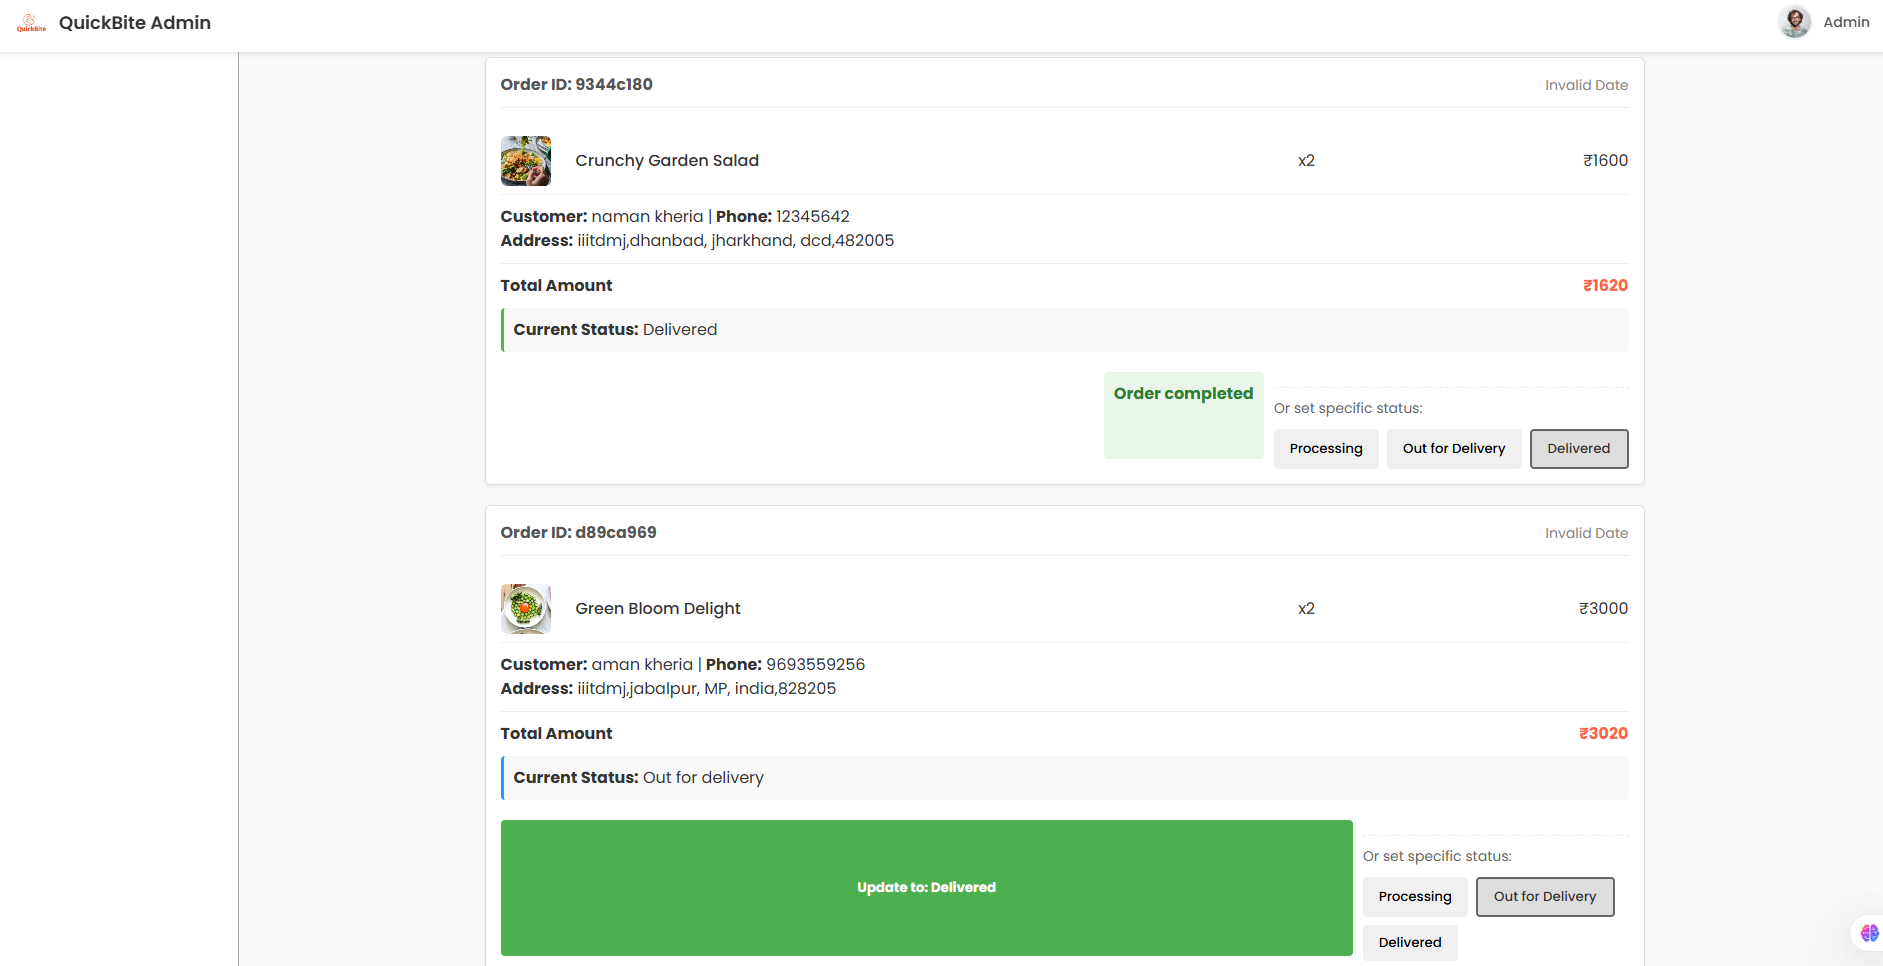 QuickBite
QuickBite Admin
Admin
Order ID: 9344c180
Invalid Date
Crunchy Garden Salad
x2
₹1600
Customer: naman kheria | Phone: 12345642
Address: iiitdmj,dhanbad, jharkhand, dcd,482005
Total Amount
₹1620
Current Status: Delivered
Order completed
Or set specific status:
Processing
Out for Delivery
Delivered
Order ID: d89ca969
Invalid Date
Green Bloom Delight
x2
₹3000
Customer: aman kheria | Phone: 9693559256
Address: iiitdmj,jabalpur, MP, india,828205
Total Amount
₹3020
Current Status: Out for delivery
Update to: Delivered
Or set specific status:
Processing
Out for Delivery
Delivered